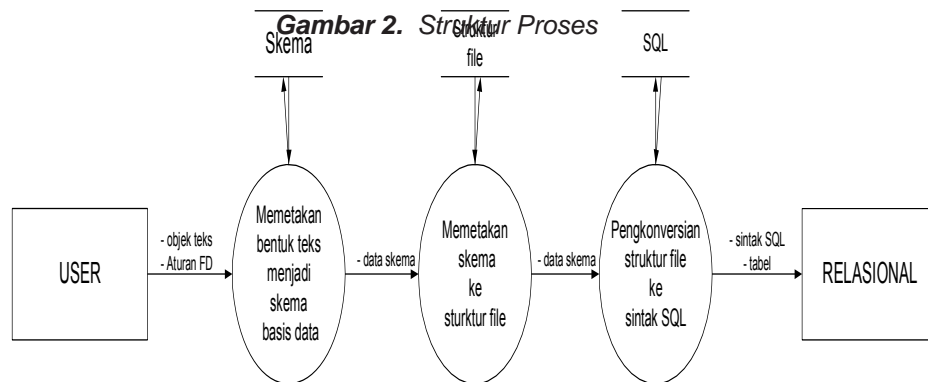 Gambar 2. Struktur Proses
Skema
Struktur
file
SQL
USER
- objek teks
- Aturan FD
Memetakan
bentuk teks
menjadi
skema
basis data
- data skema
Memetakan
skema
ke
sturktur file
- data skema
Pengkonversian
struktur file
ke
sintak SQL
- sintak SQL
- tabel
RELASIONAL